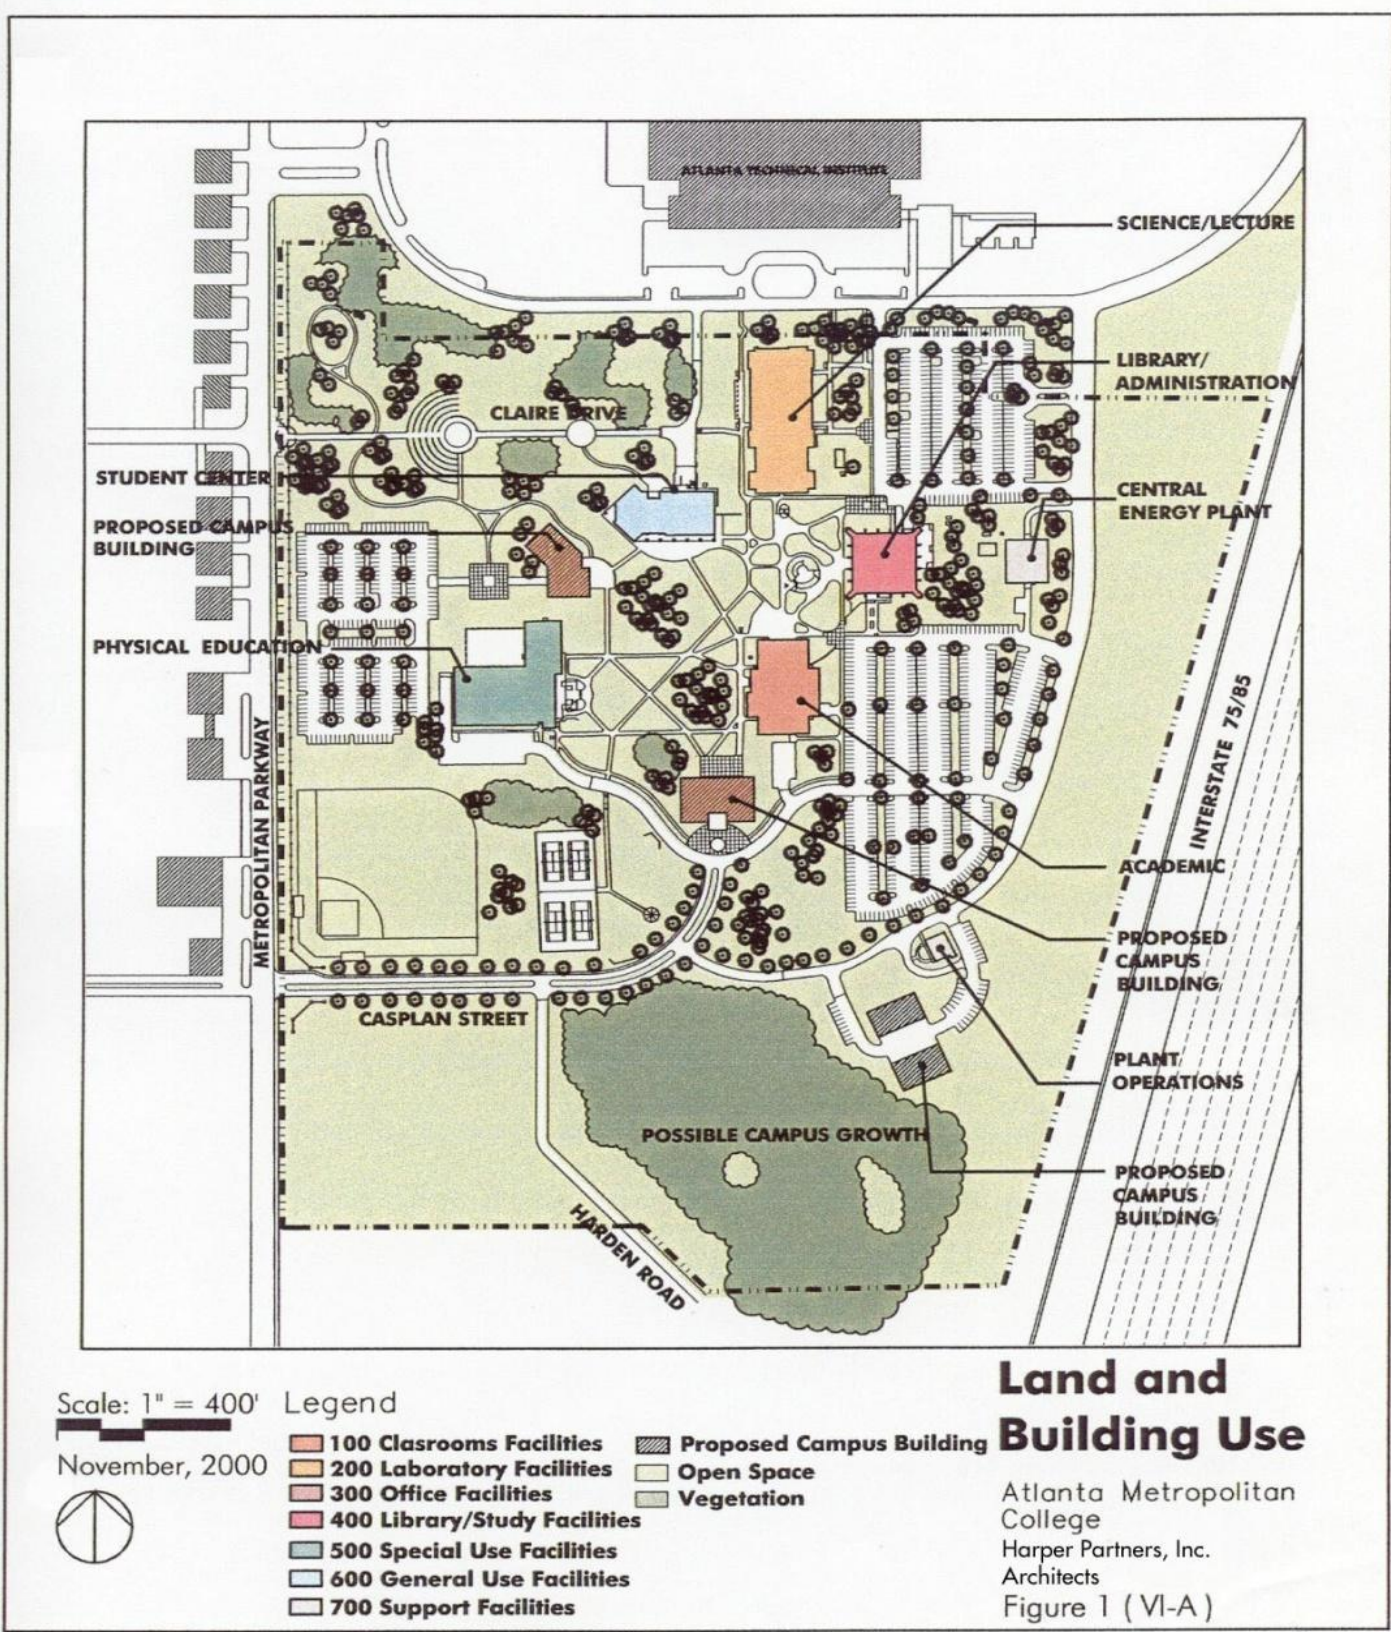 ATLANTA TECHNICAL INSTITUTE
SCIENCE/LECTURE
LIBRARY/
ADMINISTRATION
CLAIRE DRIVE
STUDENT CENTER
CENTRAL
ENERGY PLANT
PROPOSED CAMPUS
BUILDING
PHYSICAL EDUCATION
METROPOLITAN PARKWAY
INTERSTATE 75/85
ACADEMIC
PROPOSED
CAMPUS
BUILDING
CASPLAN STREET
PLANT
OPERATIONS
POSSIBLE CAMPUS GROWTH
PROPOSED
CAMPUS
BUILDING
HARDEN ROAD
Scale: 1" = 400'
November, 2000
Legend
100 Clasrooms Facilities
200 Laboratory Facilities
300 Office Facilities
400 Library/Study Facilities
500 Special Use Facilities
600 General Use Facilities
700 Support Facilities
Proposed Campus Building
Open Space
Vegetation
Land and
Building Use
Atlanta Metropolitan
College
Harper Partners, Inc.
Architects
Figure 1 ( VI-A )